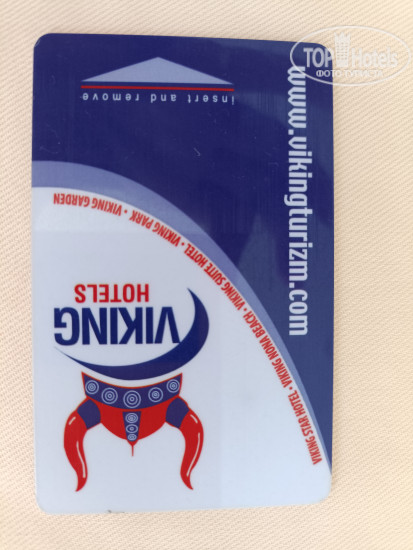 VIKING
HOTELS
VIKING STAR HOTEL • VIKING NONA BEACH • VIKING SUITE HOTEL • VIKING PARK • VIKING GARDEN
insert and remove
www.vikingturizm.com
TOP Hotels
ФОТО ТУРИСТА